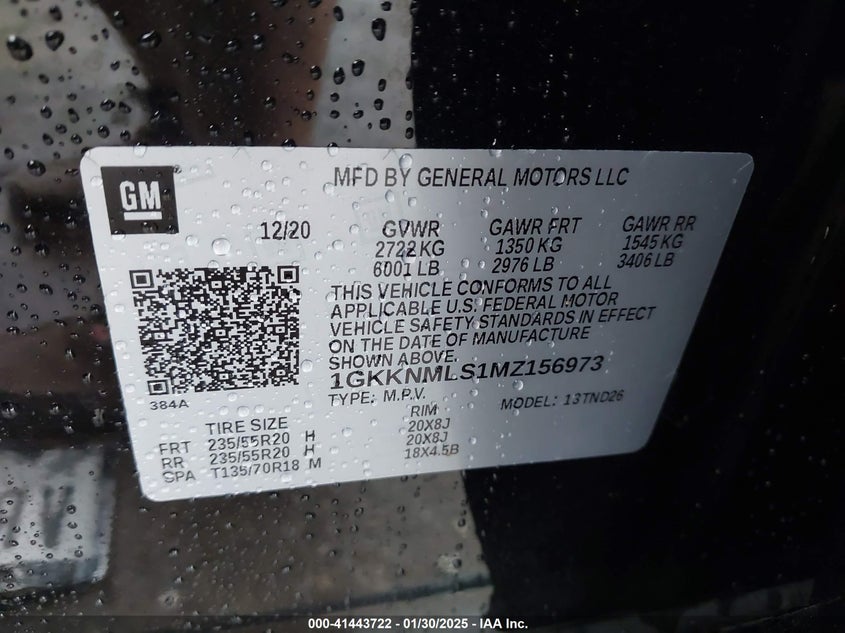 GM
MFD BY GENERAL MOTORS LLC
12/20
GVWR GAWR FRT GAWR RR
2722 KG 1350 KG 1545 KG
6001 LB 2976 LB 3406 LB
THIS VEHICLE CONFORMS TO ALL
APPLICABLE U.S. FEDERAL MOTOR
VEHICLE SAFETY STANDARDS IN EFFECT
ON THE DATE OF MANUFACTURE
SHOWN ABOVE.
1GKKNMLS1MZ156973
TYPE: M.P.V. MODEL: 13TND26
384A
TIRE SIZE RIM
FRT 235/55R20 H 20X8J
RR 235/55R20 H 20X8J
SPA T135/70R18 M 18X4.5B
000-41443722 - 01/30/2025 - IAA Inc.